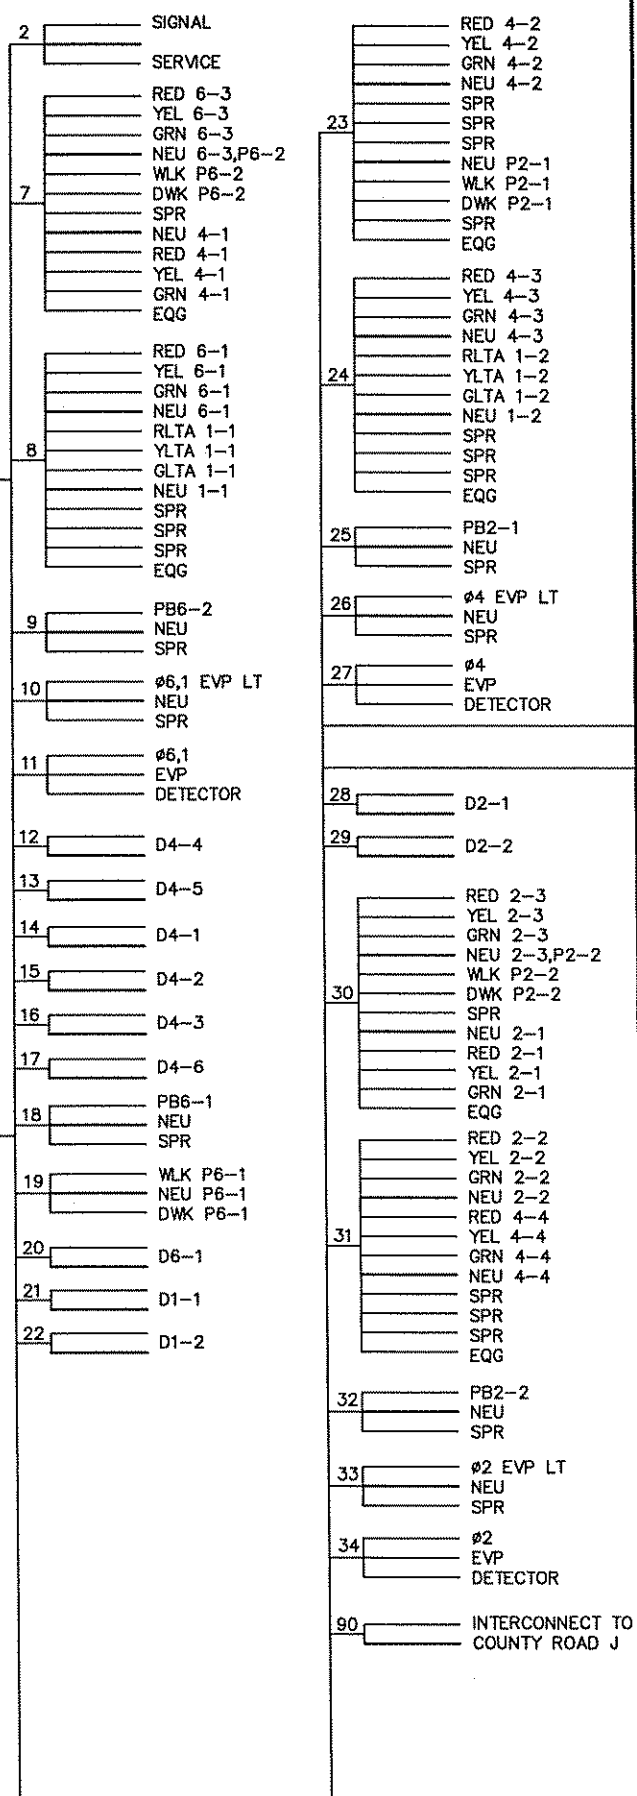 2
SIGNAL
SERVICE
7
RED 6-3
YEL 6-3
GRN 6-3
NEU 6-3,P6-2
WLK P6-2
DWK P6-2
SPR
NEU 4-1
RED 4-1
YEL 4-1
GRN 4-1
EQG
8
RED 6-1
YEL 6-1
GRN 6-1
NEU 6-1
RLTA 1-1
YLTA 1-1
GLTA 1-1
NEU 1-1
SPR
SPR
SPR
EQG
9
PB6-2
NEU
SPR
10
ø6,1 EVP LT
NEU
SPR
11
ø6,1
EVP
DETECTOR
12 D4-4
13 D4-5
14 D4-1
15 D4-2
16 D4-3
17 D4-6
18
PB6-1
NEU
SPR
19
WLK P6-1
NEU P6-1
DWK P6-1
20 D6-1
21 D1-1
22 D1-2
23
RED 4-2
YEL 4-2
GRN 4-2
NEU 4-2
SPR
SPR
SPR
NEU P2-1
WLK P2-1
DWK P2-1
SPR
EQG
24
RED 4-3
YEL 4-3
GRN 4-3
NEU 4-3
RLTA 1-2
YLTA 1-2
GLTA 1-2
NEU 1-2
SPR
SPR
SPR
EQG
25
PB2-1
NEU
SPR
26
ø4 EVP LT
NEU
SPR
27
ø4
EVP
DETECTOR
28 D2-1
29 D2-2
30
RED 2-3
YEL 2-3
GRN 2-3
NEU 2-3,P2-2
WLK P2-2
DWK P2-2
SPR
NEU 2-1
RED 2-1
YEL 2-1
GRN 2-1
EQG
31
RED 2-2
YEL 2-2
GRN 2-2
NEU 2-2
RED 4-4
YEL 4-4
GRN 4-4
NEU 4-4
SPR
SPR
SPR
EQG
32
PB2-2
NEU
SPR
33
ø2 EVP LT
NEU
SPR
34
ø2
EVP
DETECTOR
90
INTERCONNECT TO
COUNTY ROAD J